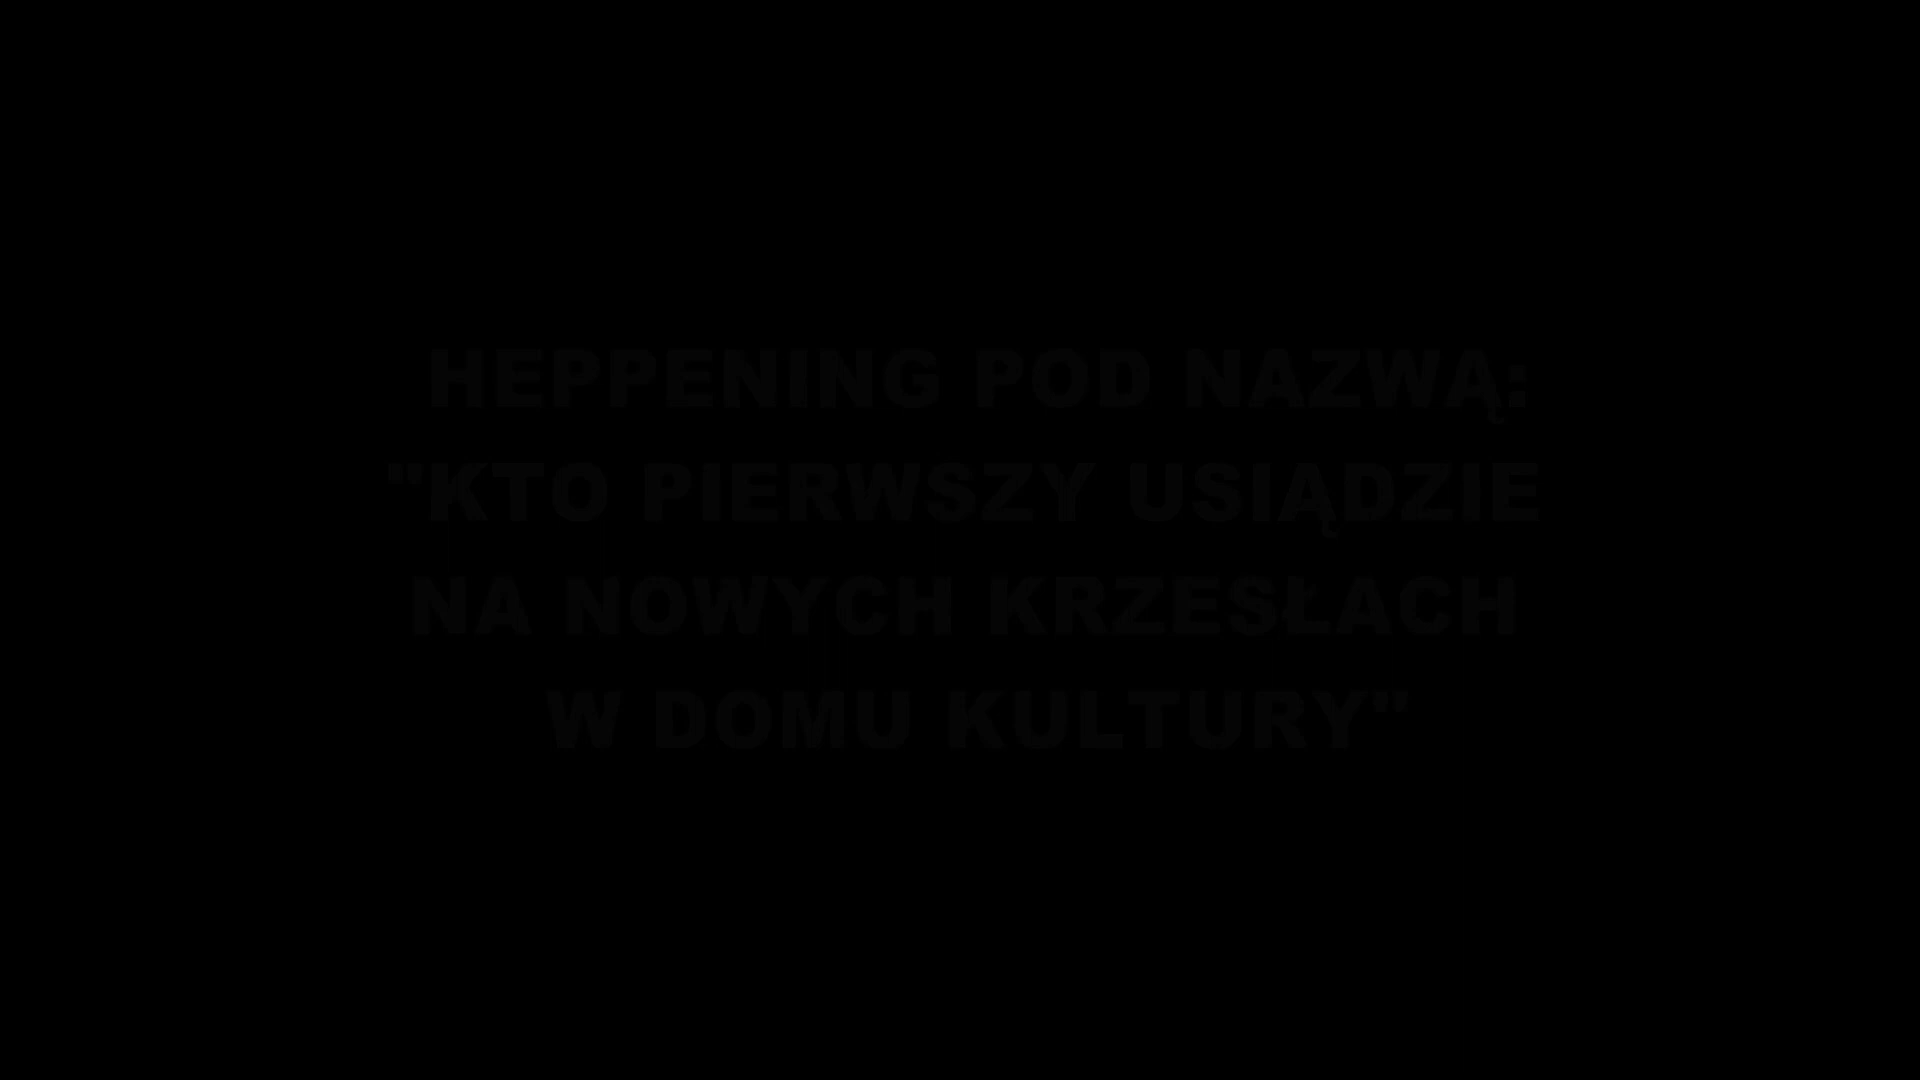 HEPPENING POD NAZWĄ:
"KTO PIERWSZY USIĄDZIE
NA NOWYCH KRZESŁACH
W DOMU KULTURY"